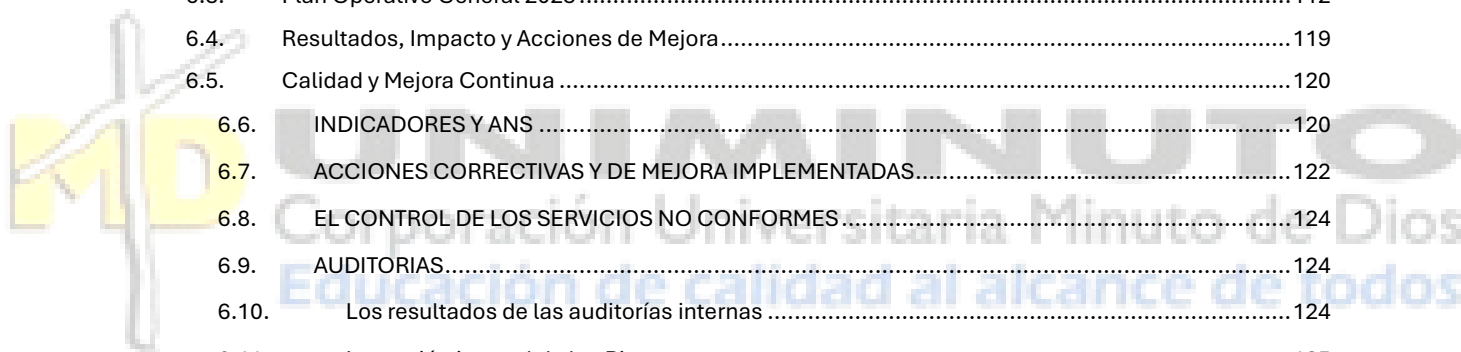 6.4. Resultados, Impacto y Acciones de Mejora.......................................................................119
6.5. Calidad y Mejora Continua ...........................................................................................120
6.6. INDICADORES Y ANS ...............................................................................................120
6.7. ACCIONES CORRECTIVAS Y DE MEJORA IMPLEMENTADAS...............................................122
6.8. EL CONTROL DE LOS SERVICIOS NO CONFORMES .........................................................124
6.9. AUDITORIAS...........................................................................................................124
6.10. Los resultados de las auditorías internas ..................................................................124
MD UNIMINUTO
Corporación Universitaria Minuto de Dios
Educación de calidad al alcance de todos